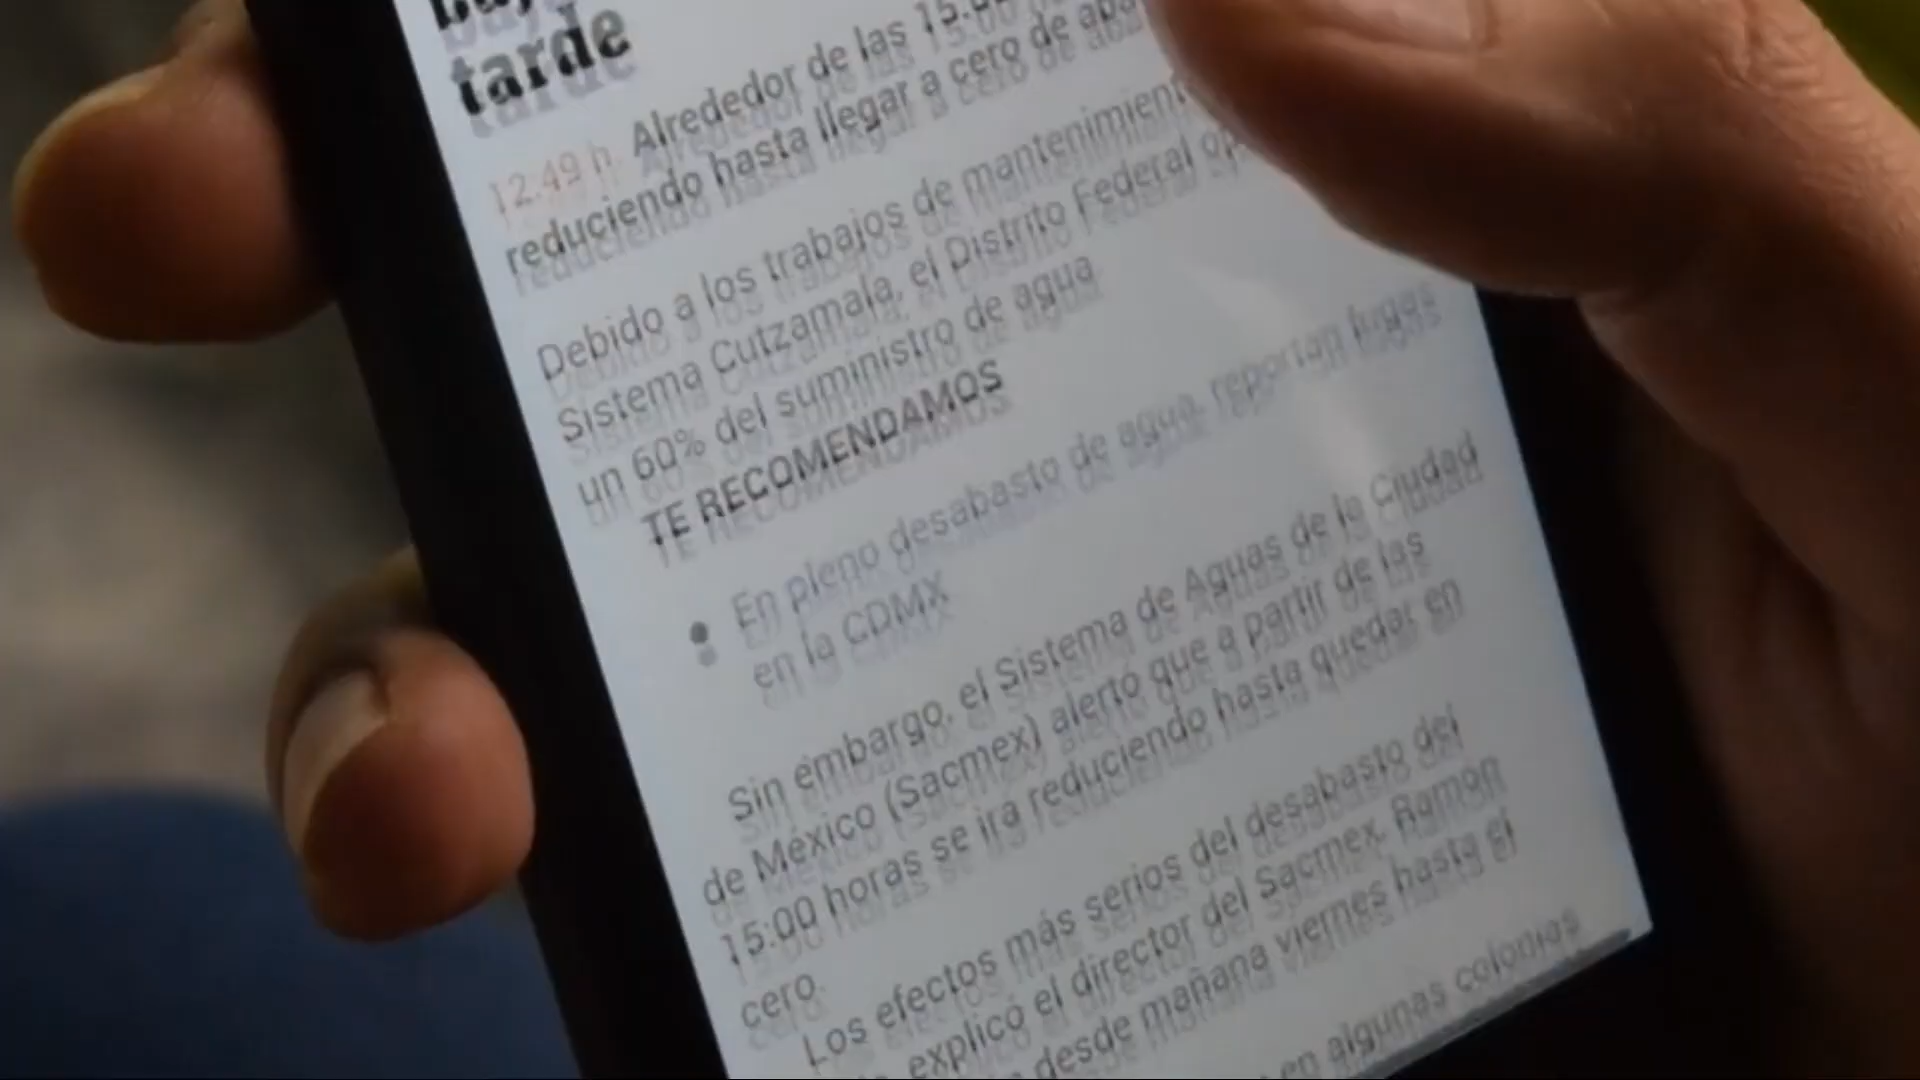 tarde
12.49 h. Alrededor de las 15:
reduciendo hasta llegar a cero de
Debido a los trabajos de
Sistema Cutzamala, el Distrito Federal
un 60% del suministro de agua
TE RECOMENDAMOS
• En pleno desabasto de agua, reportan fugas
en la CDMX
Sin embargo, el Sistema de Aguas de la Ciudad
de México (Sacmex) alertó que a partir de las
15:00 horas se ira reduciendo hasta quedar en
cero.
Los efectos más serios del desabasto del
explicó el director del Sacmex, Ramón
desde mañana viernes hasta el
en algunas colonias